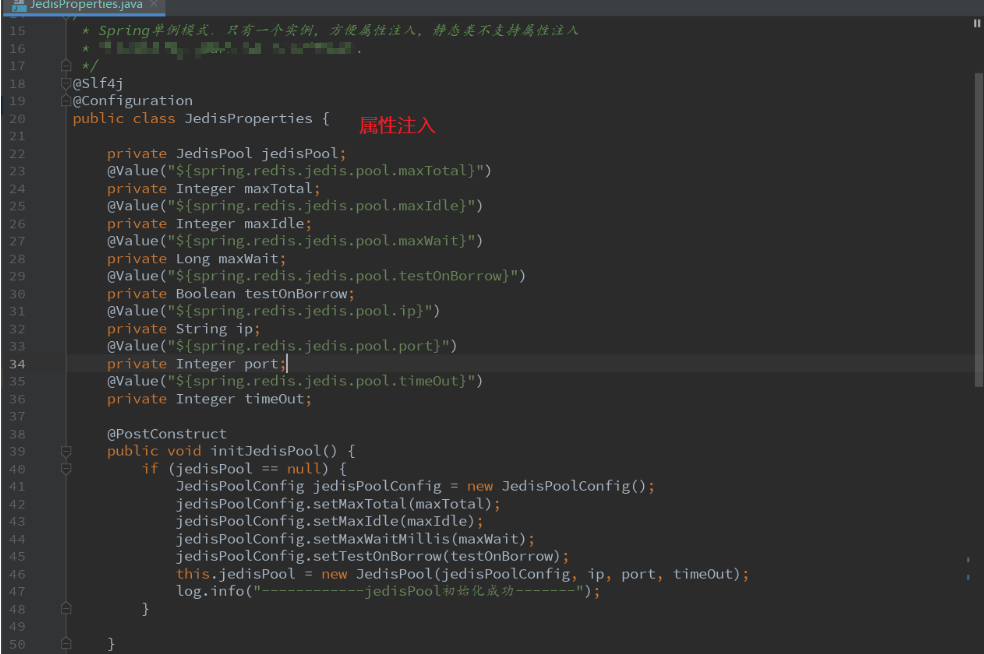 JedisProperties.java
15 * Spring单例模式. 只有一个实例, 方便属性注入, 静态类不支持属性注入
16 *
17 */
18 @Slf4j
19 @Configuration
20 public class JedisProperties {
属性注入
21
22 private JedisPool jedisPool;
23 @Value("${spring.redis.jedis.pool.maxTotal}")
24 private Integer maxTotal;
25 @Value("${spring.redis.jedis.pool.maxIdle}")
26 private Integer maxIdle;
27 @Value("${spring.redis.jedis.pool.maxWait}")
28 private Long maxWait;
29 @Value("${spring.redis.jedis.pool.testOnBorrow}")
30 private Boolean testOnBorrow;
31 @Value("${spring.redis.jedis.pool.ip}")
32 private String ip;
33 @Value("${spring.redis.jedis.pool.port}")
34 private Integer port;
35 @Value("${spring.redis.jedis.pool.timeOut}")
36 private Integer timeOut;
37
38 @PostConstruct
39 public void initJedisPool() {
40 if (jedisPool == null) {
41 JedisPoolConfig jedisPoolConfig = new JedisPoolConfig();
42 jedisPoolConfig.setMaxTotal(maxTotal);
43 jedisPoolConfig.setMaxIdle(maxIdle);
44 jedisPoolConfig.setMaxWaitMillis(maxWait);
45 jedisPoolConfig.setTestOnBorrow(testOnBorrow);
46 this.jedisPool = new JedisPool(jedisPoolConfig, ip, port, timeOut);
47 log.info("------------jedisPool初始化成功-------");
48 }
49
50 }